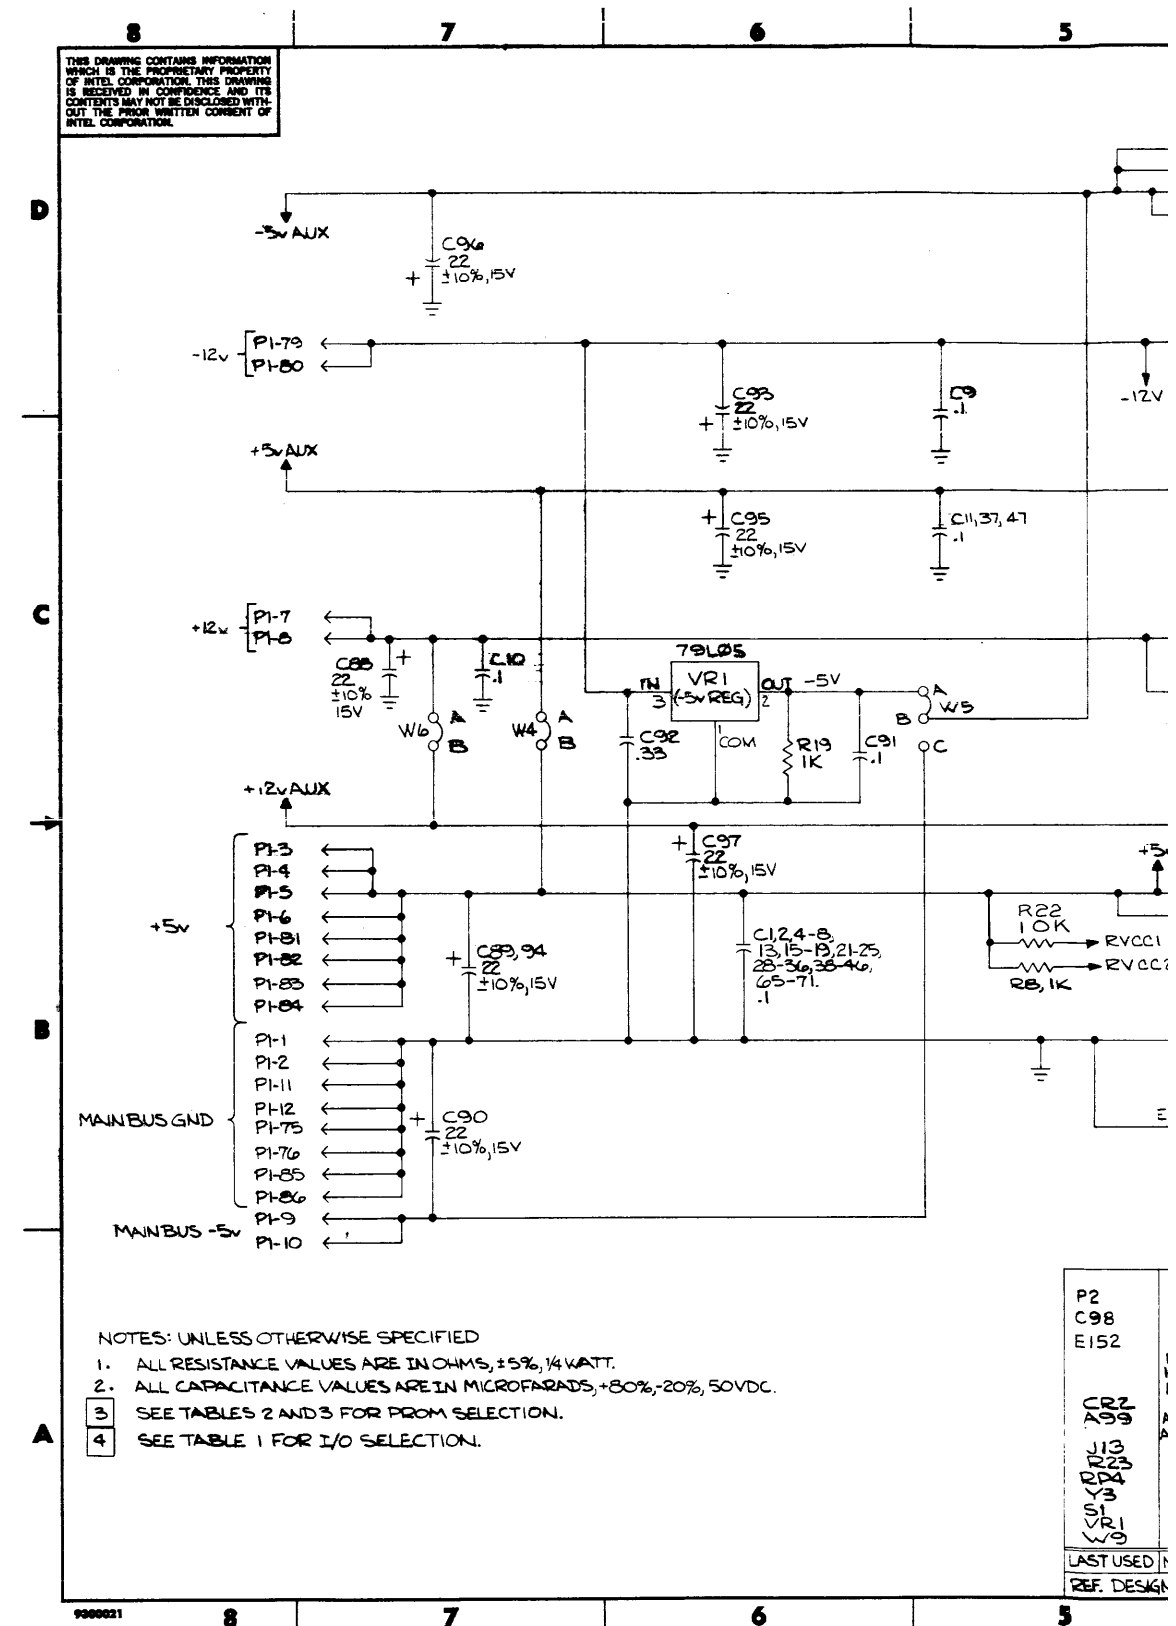 8 7 6 5
THIS DRAWING CONTAINS INFORMATION
WHICH IS THE PROPRIETARY PROPERTY
OF INTEL CORPORATION. THIS DRAWING
IS RECEIVED IN CONFIDENCE AND ITS
CONTENTS MAY NOT BE DISCLOSED WITH-
OUT THE PRIOR WRITTEN CONSENT OF
INTEL CORPORATION.
D
-5v AUX
C96
22
±10%, 15V
+
-12v
P1-79
P1-80
C93
22
+ ±10%, 15V
C9
.1
-12V
+5v AUX
+ C95
22
±10%, 15V
C11, 37, 47
.1
C
+12v
P1-7
P1-8
C88 +
22
±10%
15V
C10
.1
79L05
IN
3
VR1
(-5v REG)
OUT
2
-5V
1
COM
A
W5
B
C
W6
A
B
W4
A
B
C92
.33
R19
1K
C91
.1
+12v AUX
+ C97
22
±10%, 15V
+5v
P1-3
P1-4
P1-5
P1-6
P1-81
P1-82
P1-83
P1-84
+ C89, 94
22
±10%, 15V
C1, 2, 4-8,
13, 15-19, 21-25,
28-36, 38-46,
65-71.
.1
+5v
R22
10K
RVCC1
RVCC2
R8, 1K
B
MAINBUS GND
P1-1
P1-2
P1-11
P1-12
P1-75
P1-76
P1-85
P1-86
+ C90
22
±10%, 15V
E
MAINBUS -5v
P1-9
P1-10
NOTES: UNLESS OTHERWISE SPECIFIED
1. ALL RESISTANCE VALUES ARE IN OHMS, ±5%, 1/4 WATT.
2. ALL CAPACITANCE VALUES ARE IN MICROFARADS, +80%, -20%, 50VDC.
3 SEE TABLES 2 AND 3 FOR PROM SELECTION.
4 SEE TABLE 1 FOR I/O SELECTION.
A
P2
C98
E152
CR2
A99
J13
R23
RP4
Y3
S1
VR1
W9
LAST USED
REF. DESIGN
9300021
8 7 6 5